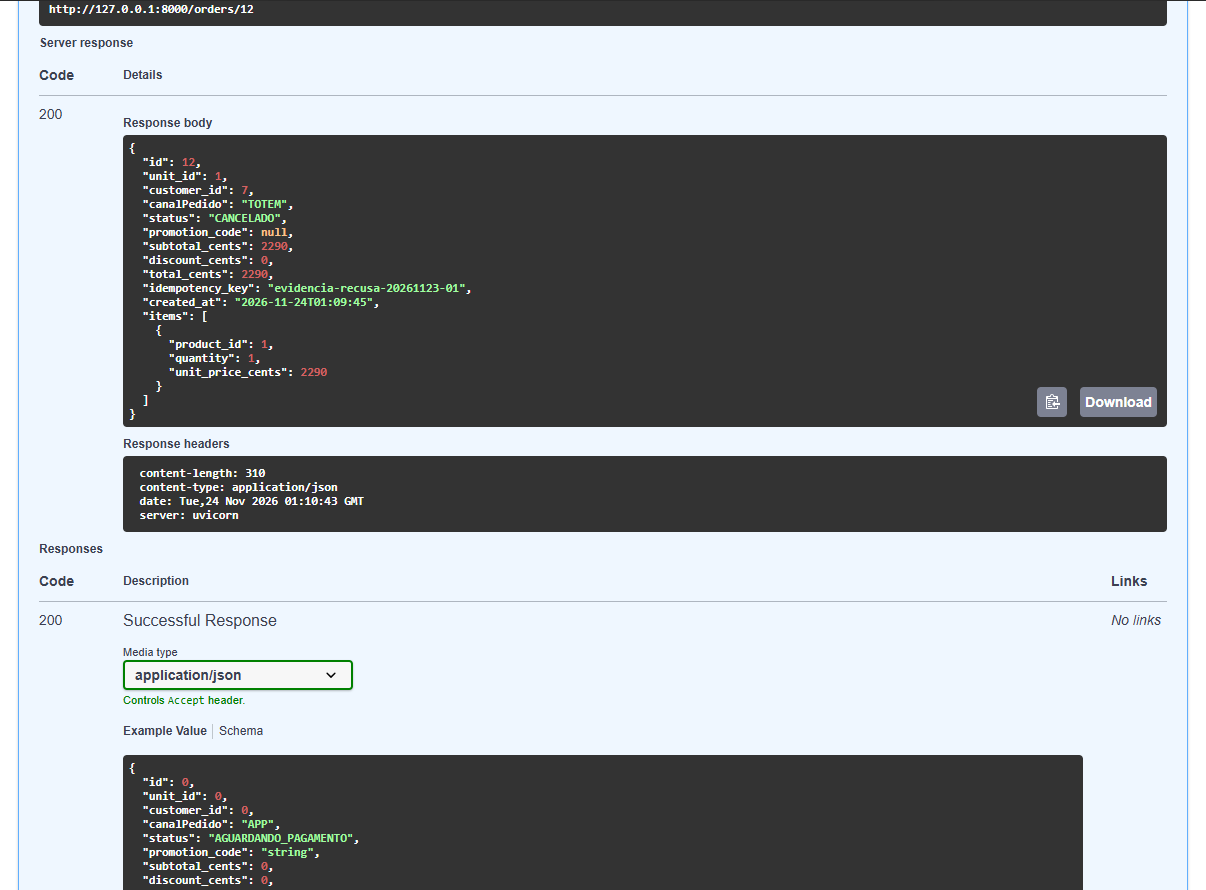 http://127.0.0.1:8000/orders/12
Server response
Code Details
200
Response body
{
  "id": 12,
  "unit_id": 1,
  "customer_id": 7,
  "canalPedido": "TOTEM",
  "status": "CANCELADO",
  "promotion_code": null,
  "subtotal_cents": 2290,
  "discount_cents": 0,
  "total_cents": 2290,
  "idempotency_key": "evidencia-recusa-20261123-01",
  "created_at": "2026-11-24T01:09:45",
  "items": [
    {
      "product_id": 1,
      "quantity": 1,
      "unit_price_cents": 2290
    }
  ]
}
Download
Response headers
content-length: 310
content-type: application/json
date: Tue,24 Nov 2026 01:10:43 GMT
server: uvicorn
Responses
Code Description Links
200 Successful Response No links
Media type
application/json
Controls Accept header.
Example Value Schema
{
  "id": 0,
  "unit_id": 0,
  "customer_id": 0,
  "canalPedido": "APP",
  "status": "AGUARDANDO_PAGAMENTO",
  "promotion_code": "string",
  "subtotal_cents": 0,
  "discount_cents": 0,